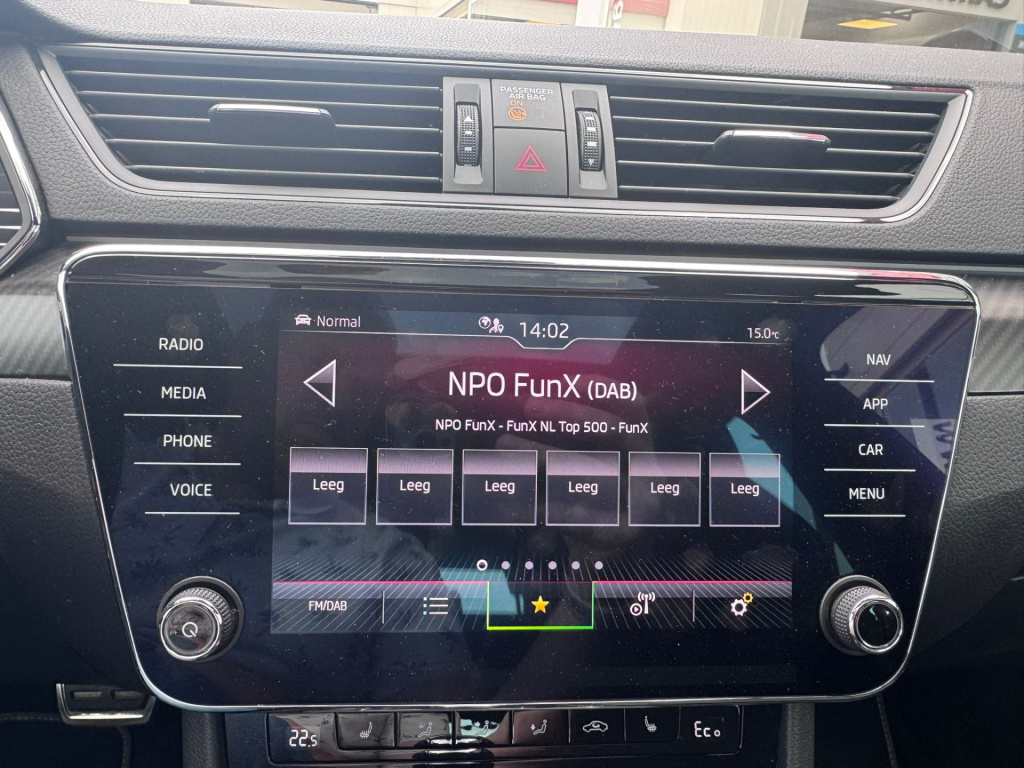 PASSENGER
AIR BAG
ON
Normal
14:02
15.0°C
RADIO
MEDIA
PHONE
VOICE
NPO FunX (DAB)
NPO FunX - FunX NL Top 500 - FunX
Leeg Leeg Leeg Leeg Leeg Leeg
FM/DAB
NAV
APP
CAR
MENU
22.5
Eco